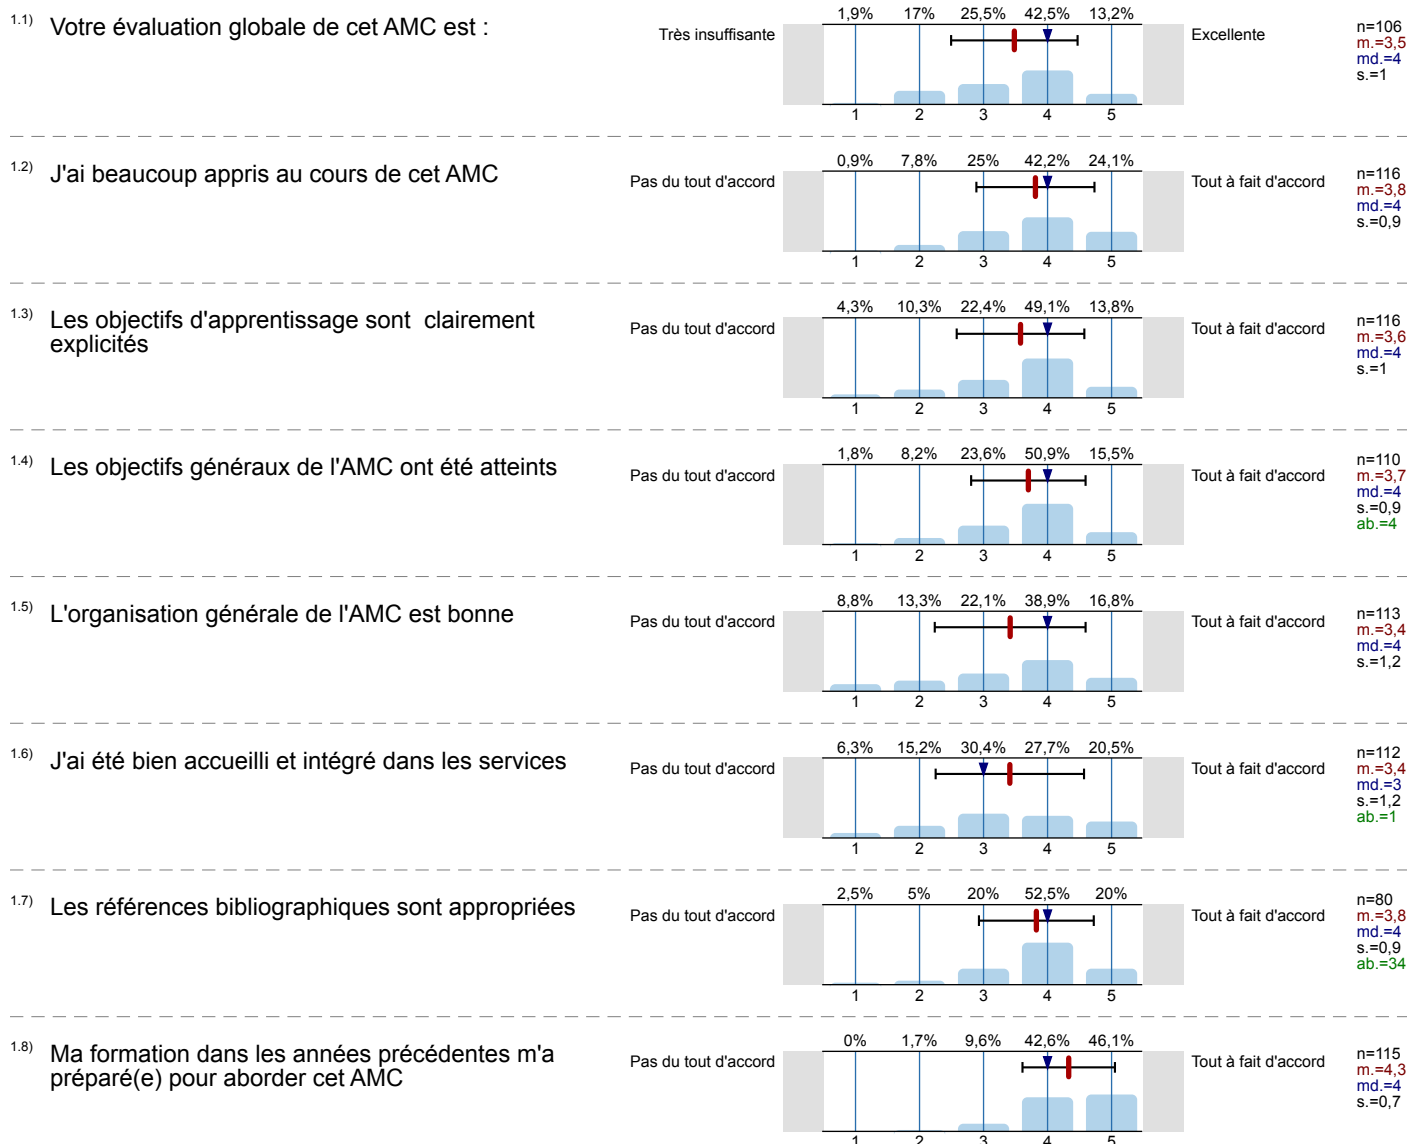 1.1) Votre évaluation globale de cet AMC est :
Très insuffisante
1,9% 17% 25,5% 42,5% 13,2%
1 2 3 4 5
Excellente
n=106
m.=3,5
md.=4
s.=1
1.2) J'ai beaucoup appris au cours de cet AMC
Pas du tout d'accord
0,9% 7,8% 25% 42,2% 24,1%
1 2 3 4 5
Tout à fait d'accord
n=116
m.=3,8
md.=4
s.=0,9
1.3) Les objectifs d'apprentissage sont clairement
explicités
Pas du tout d'accord
4,3% 10,3% 22,4% 49,1% 13,8%
1 2 3 4 5
Tout à fait d'accord
n=116
m.=3,6
md.=4
s.=1
1.4) Les objectifs généraux de l'AMC ont été atteints
Pas du tout d'accord
1,8% 8,2% 23,6% 50,9% 15,5%
1 2 3 4 5
Tout à fait d'accord
n=110
m.=3,7
md.=4
s.=0,9
ab.=4
1.5) L'organisation générale de l'AMC est bonne
Pas du tout d'accord
8,8% 13,3% 22,1% 38,9% 16,8%
1 2 3 4 5
Tout à fait d'accord
n=113
m.=3,4
md.=4
s.=1,2
1.6) J'ai été bien accueilli et intégré dans les services
Pas du tout d'accord
6,3% 15,2% 30,4% 27,7% 20,5%
1 2 3 4 5
Tout à fait d'accord
n=112
m.=3,4
md.=3
s.=1,2
ab.=1
1.7) Les références bibliographiques sont appropriées
Pas du tout d'accord
2,5% 5% 20% 52,5% 20%
1 2 3 4 5
Tout à fait d'accord
n=80
m.=3,8
md.=4
s.=0,9
ab.=34
1.8) Ma formation dans les années précédentes m'a
préparé(e) pour aborder cet AMC
Pas du tout d'accord
0% 1,7% 9,6% 42,6% 46,1%
1 2 3 4 5
Tout à fait d'accord
n=115
m.=4,3
md.=4
s.=0,7